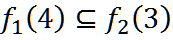 𝑓₁(4) ⊆ 𝑓₂(3)